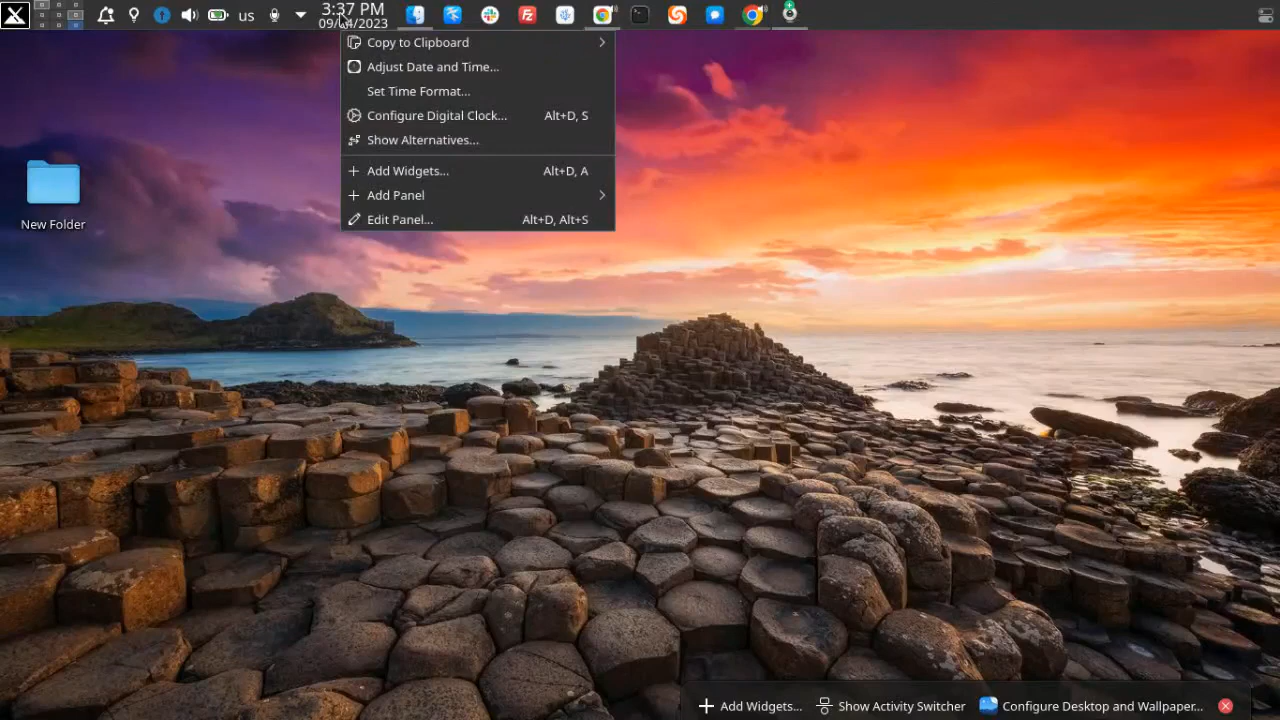 us
3:37 PM
09/04/2023
Copy to Clipboard
Adjust Date and Time...
Set Time Format...
Configure Digital Clock... Alt+D, S
Show Alternatives...
Add Widgets... Alt+D, A
Add Panel
Edit Panel... Alt+D, Alt+S
New Folder
Add Widgets... Show Activity Switcher Configure Desktop and Wallpaper...